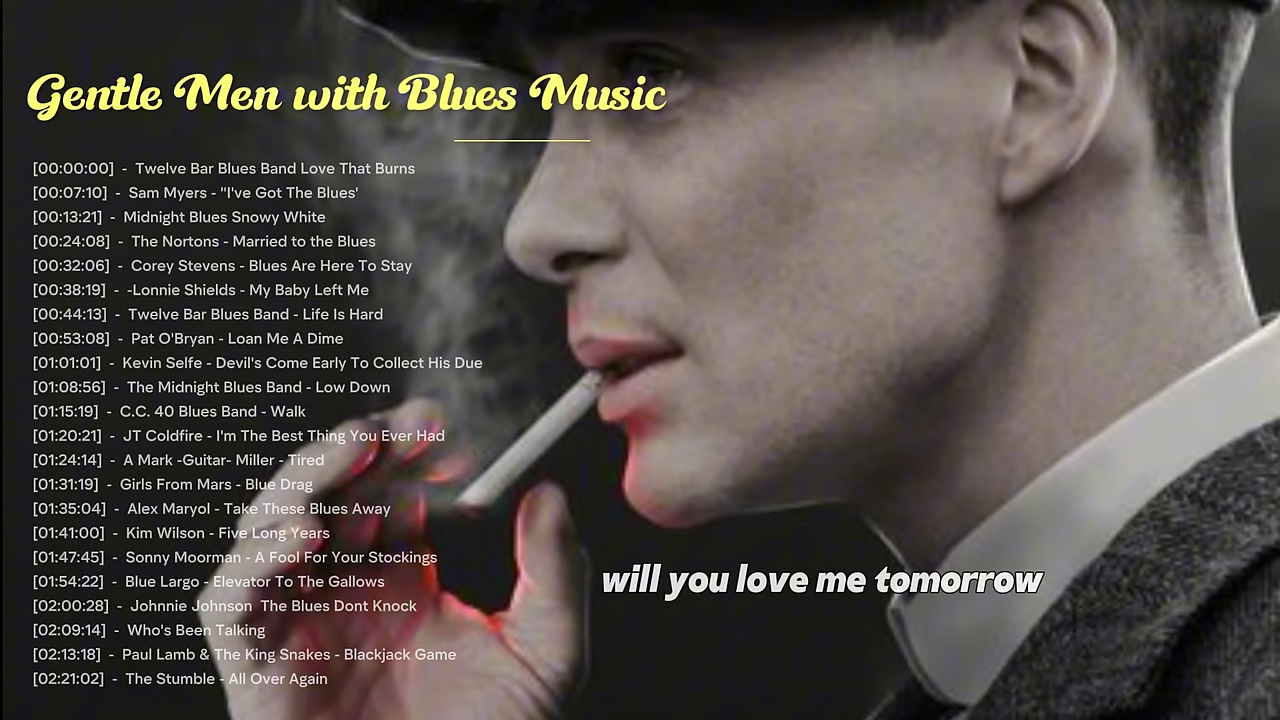 Gentle Men with Blues Music
[00:00:00] - Twelve Bar Blues Band Love That Burns
[00:07:10] - Sam Myers - "I've Got The Blues'
[00:13:21] - Midnight Blues Snowy White
[00:24:08] - The Nortons - Married to the Blues
[00:32:06] - Corey Stevens - Blues Are Here To Stay
[00:38:19] - -Lonnie Shields - My Baby Left Me
[00:44:13] - Twelve Bar Blues Band - Life Is Hard
[00:53:08] - Pat O'Bryan - Loan Me A Dime
[01:01:01] - Kevin Selfe - Devil's Come Early To Collect His Due
[01:08:56] - The Midnight Blues Band - Low Down
[01:15:19] - C.C. 40 Blues Band - Walk
[01:20:21] - JT Coldfire - I'm The Best Thing You Ever Had
[01:24:14] - A Mark -Guitar- Miller - Tired
[01:31:19] - Girls From Mars - Blue Drag
[01:35:04] - Alex Maryol - Take These Blues Away
[01:41:00] - Kim Wilson - Five Long Years
[01:47:45] - Sonny Moorman - A Fool For Your Stockings
[01:54:22] - Blue Largo - Elevator To The Gallows
[02:00:28] - Johnnie Johnson  The Blues Dont Knock
[02:09:14] - Who's Been Talking
[02:13:18] - Paul Lamb & The King Snakes - Blackjack Game
[02:21:02] - The Stumble - All Over Again
will you love me tomorrow